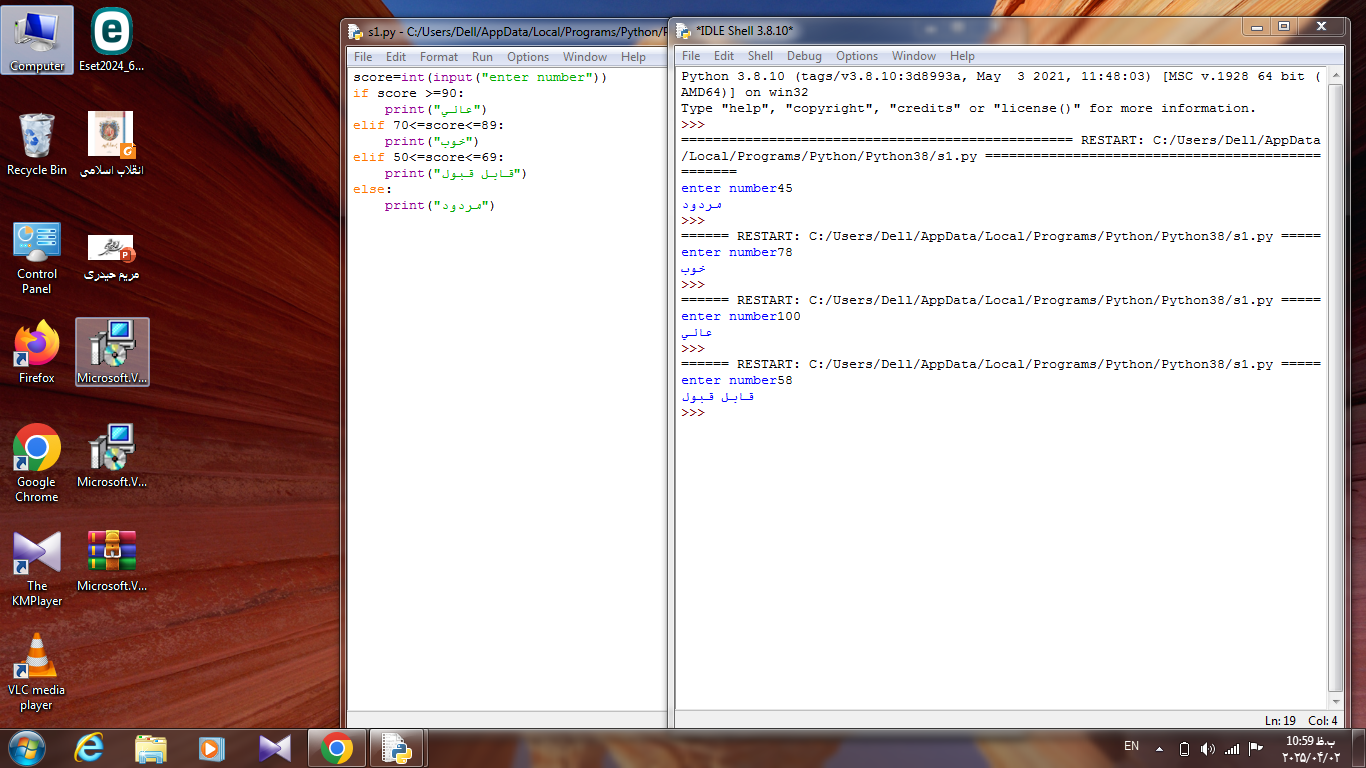 Computer
Eset2024_6...
Recycle Bin
انقلاب اسلامی
Control
Panel
مریم حیدری
Firefox
Microsoft.V...
Google
Chrome
Microsoft.V...
The
KMPlayer
Microsoft.V...
VLC media
player
s1.py - C:/Users/Dell/AppData/Local/Programs/Python/P
File Edit Format Run Options Window Help
score=int(input("enter number"))
if score >=90:
print("عالي")
elif 70<=score<=89:
print("خوب")
elif 50<=score<=69:
print("قابل قبول")
else:
print("مردود")
*IDLE Shell 3.8.10*
File Edit Shell Debug Options Window Help
Python 3.8.10 (tags/v3.8.10:3d8993a, May  3 2021, 11:48:03) [MSC v.1928 64 bit (
AMD64)] on win32
Type "help", "copyright", "credits" or "license()" for more information.
>>>
================================================= RESTART: C:/Users/Dell/AppData
/Local/Programs/Python/Python38/s1.py ==========================================
=======
enter number45
مردود
>>>
====== RESTART: C:/Users/Dell/AppData/Local/Programs/Python/Python38/s1.py =====
enter number78
خوب
>>>
====== RESTART: C:/Users/Dell/AppData/Local/Programs/Python/Python38/s1.py =====
enter number100
عالي
>>>
====== RESTART: C:/Users/Dell/AppData/Local/Programs/Python/Python38/s1.py =====
enter number58
قابل قبول
>>>
Ln: 19 Col: 4
EN
10:59 ب.ظ
۲۰۲۵/۰۴/۰۲